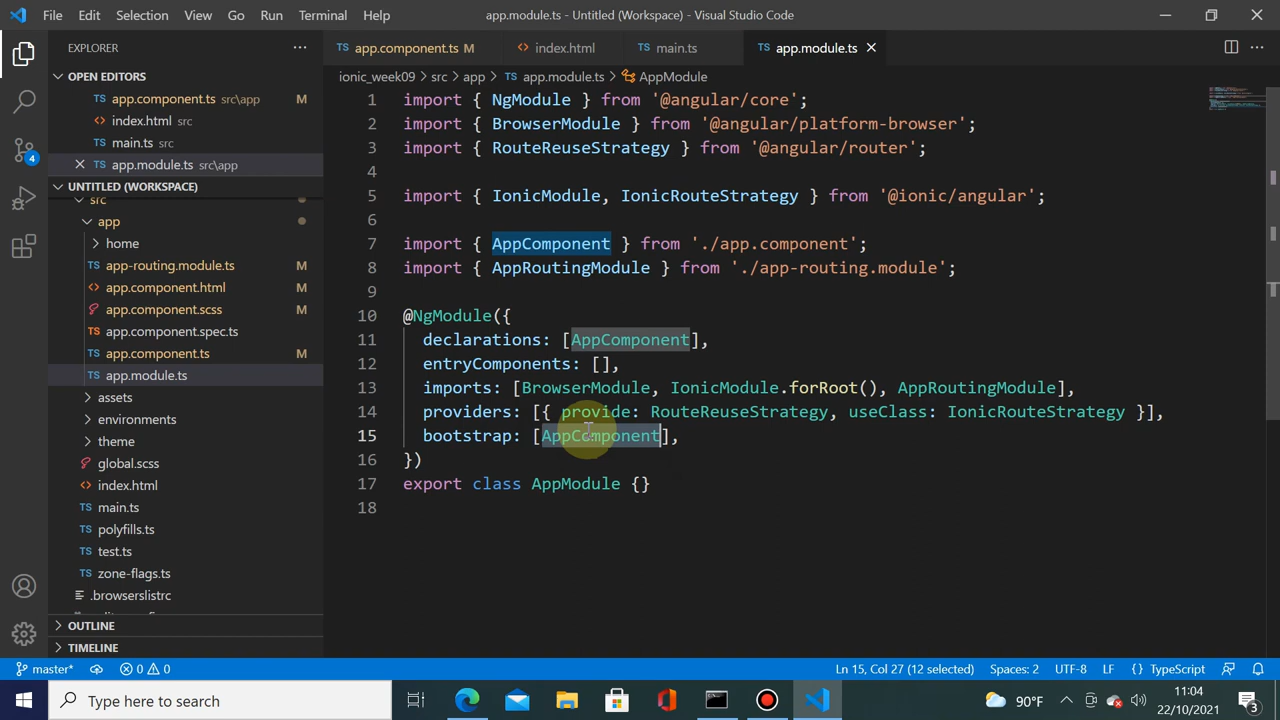 File Edit Selection View Go Run Terminal Help app.module.ts - Untitled (Workspace) - Visual Studio Code
EXPLORER
OPEN EDITORS
TS app.component.ts src\app M
<> index.html src
TS main.ts src
TS app.module.ts src\app
UNTITLED (WORKSPACE)
src
app
home
TS app-routing.module.ts M
<> app.component.html M
app.component.scss M
TS app.component.spec.ts M
TS app.component.ts M
TS app.module.ts
assets
environments
theme
global.scss
<> index.html
TS main.ts
TS polyfills.ts
TS test.ts
TS zone-flags.ts
.browserslistrc
OUTLINE
TIMELINE
4
TS app.component.ts M <> index.html TS main.ts TS app.module.ts
ionic_week09 > src > app > TS app.module.ts > AppModule
1 import { NgModule } from '@angular/core';
2 import { BrowserModule } from '@angular/platform-browser';
3 import { RouteReuseStrategy } from '@angular/router';
4
5 import { IonicModule, IonicRouteStrategy } from '@ionic/angular';
6
7 import { AppComponent } from './app.component';
8 import { AppRoutingModule } from './app-routing.module';
9
10 @NgModule({
11 declarations: [AppComponent],
12 entryComponents: [],
13 imports: [BrowserModule, IonicModule.forRoot(), AppRoutingModule],
14 providers: [{ provide: RouteReuseStrategy, useClass: IonicRouteStrategy }],
15 bootstrap: [AppComponent],
16 })
17 export class AppModule {}
18
master* 0 0 Ln 15, Col 27 (12 selected) Spaces: 2 UTF-8 LF {} TypeScript
Type here to search 90°F 11:04
22/10/2021 3